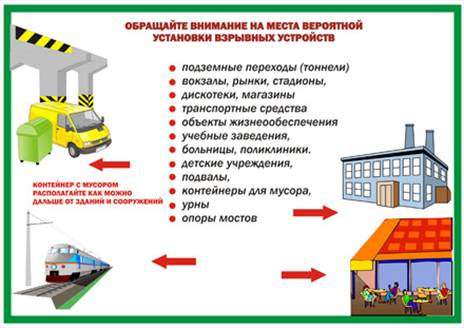 ОБРАЩАЙТЕ ВНИМАНИЕ НА МЕСТА ВЕРОЯТНОЙ
УСТАНОВКИ ВЗРЫВНЫХ УСТРОЙСТВ
подземные переходы (тоннели)
вокзалы, рынки, стадионы,
дискотеки, магазины
транспортные средства
объекты жизнеобеспечения
учебные заведения,
больницы, поликлиники.
детские учреждения,
подвалы,
контейнеры для мусора,
урны
опоры мостов
КОНТЕЙНЕР С МУСОРОМ
РАСПОЛАГАЙТЕ КАК МОЖНО
ДАЛЬШЕ ОТ ЗДАНИЙ И СООРУЖЕНИЙ